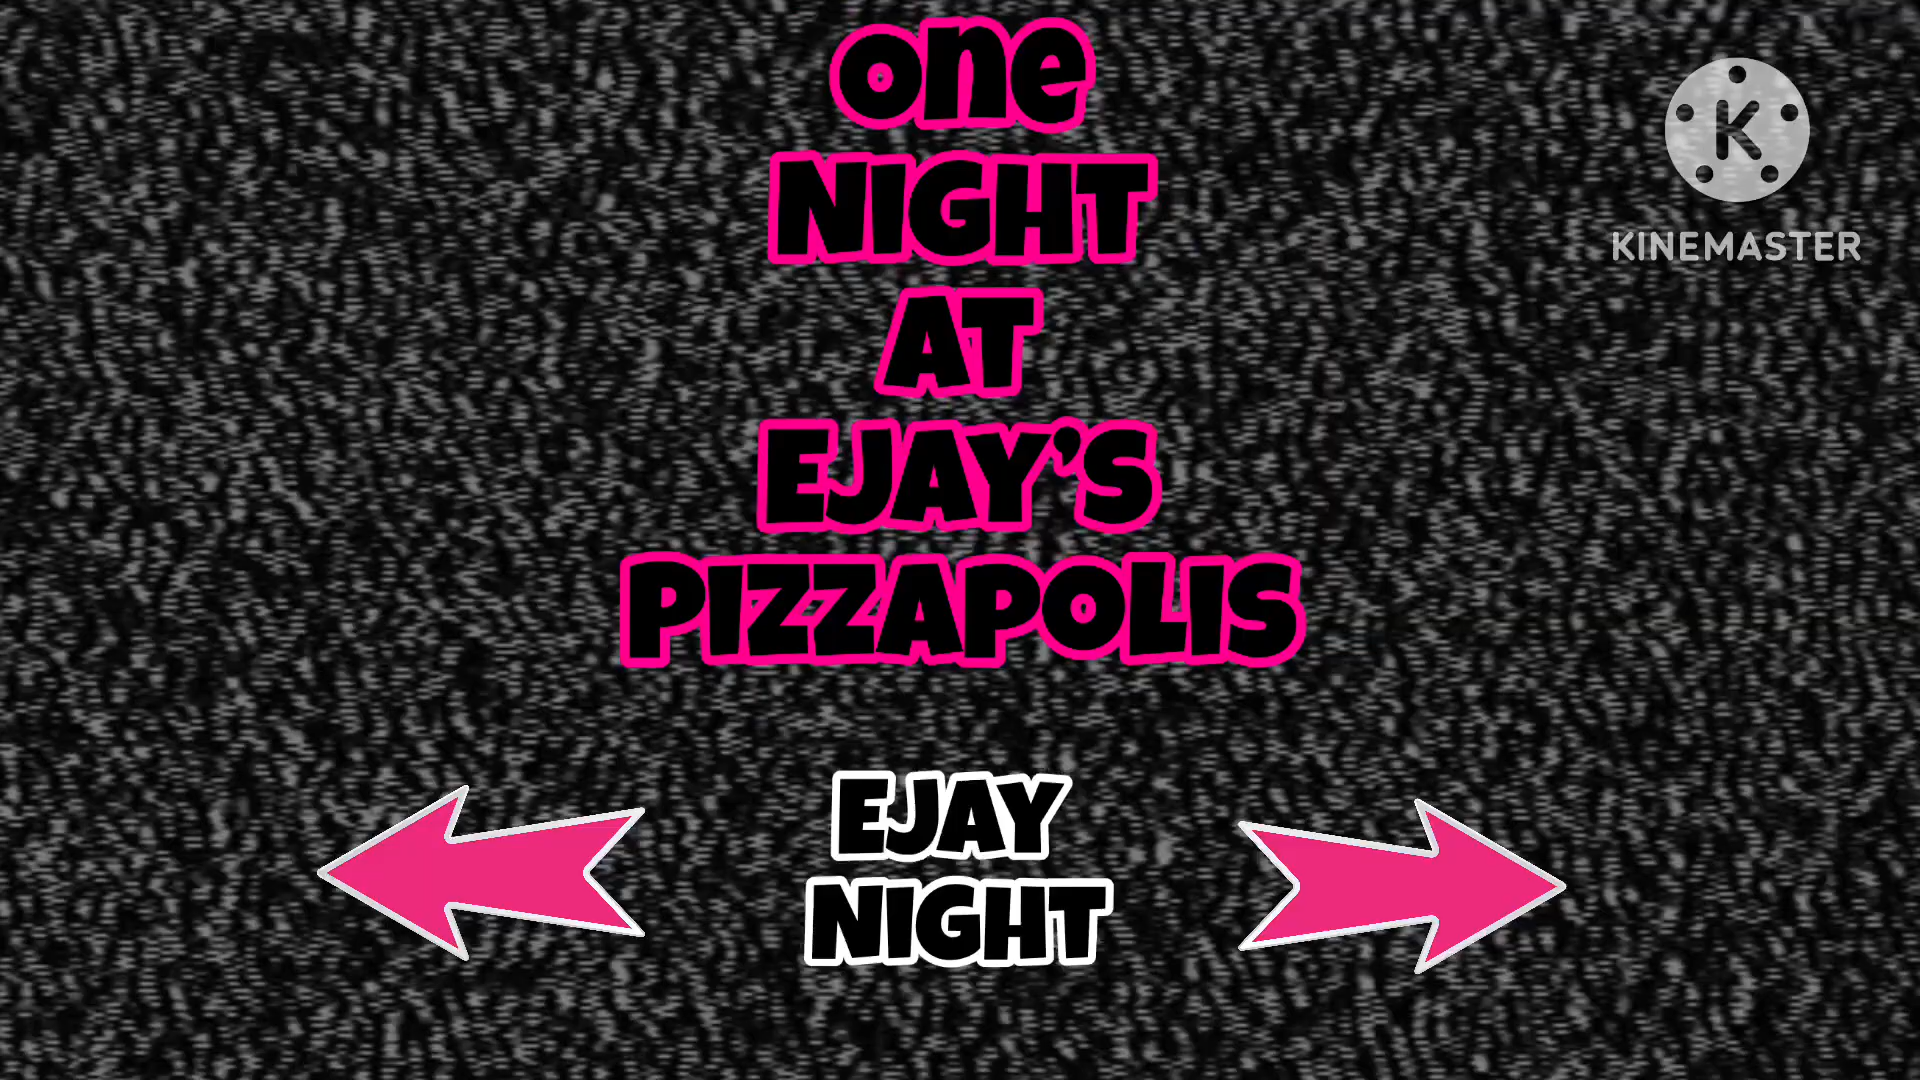 one
NIGHT
AT
EJAY'S
PIZZAPOLIS
K
KINEMASTER
EJAY
NIGHT